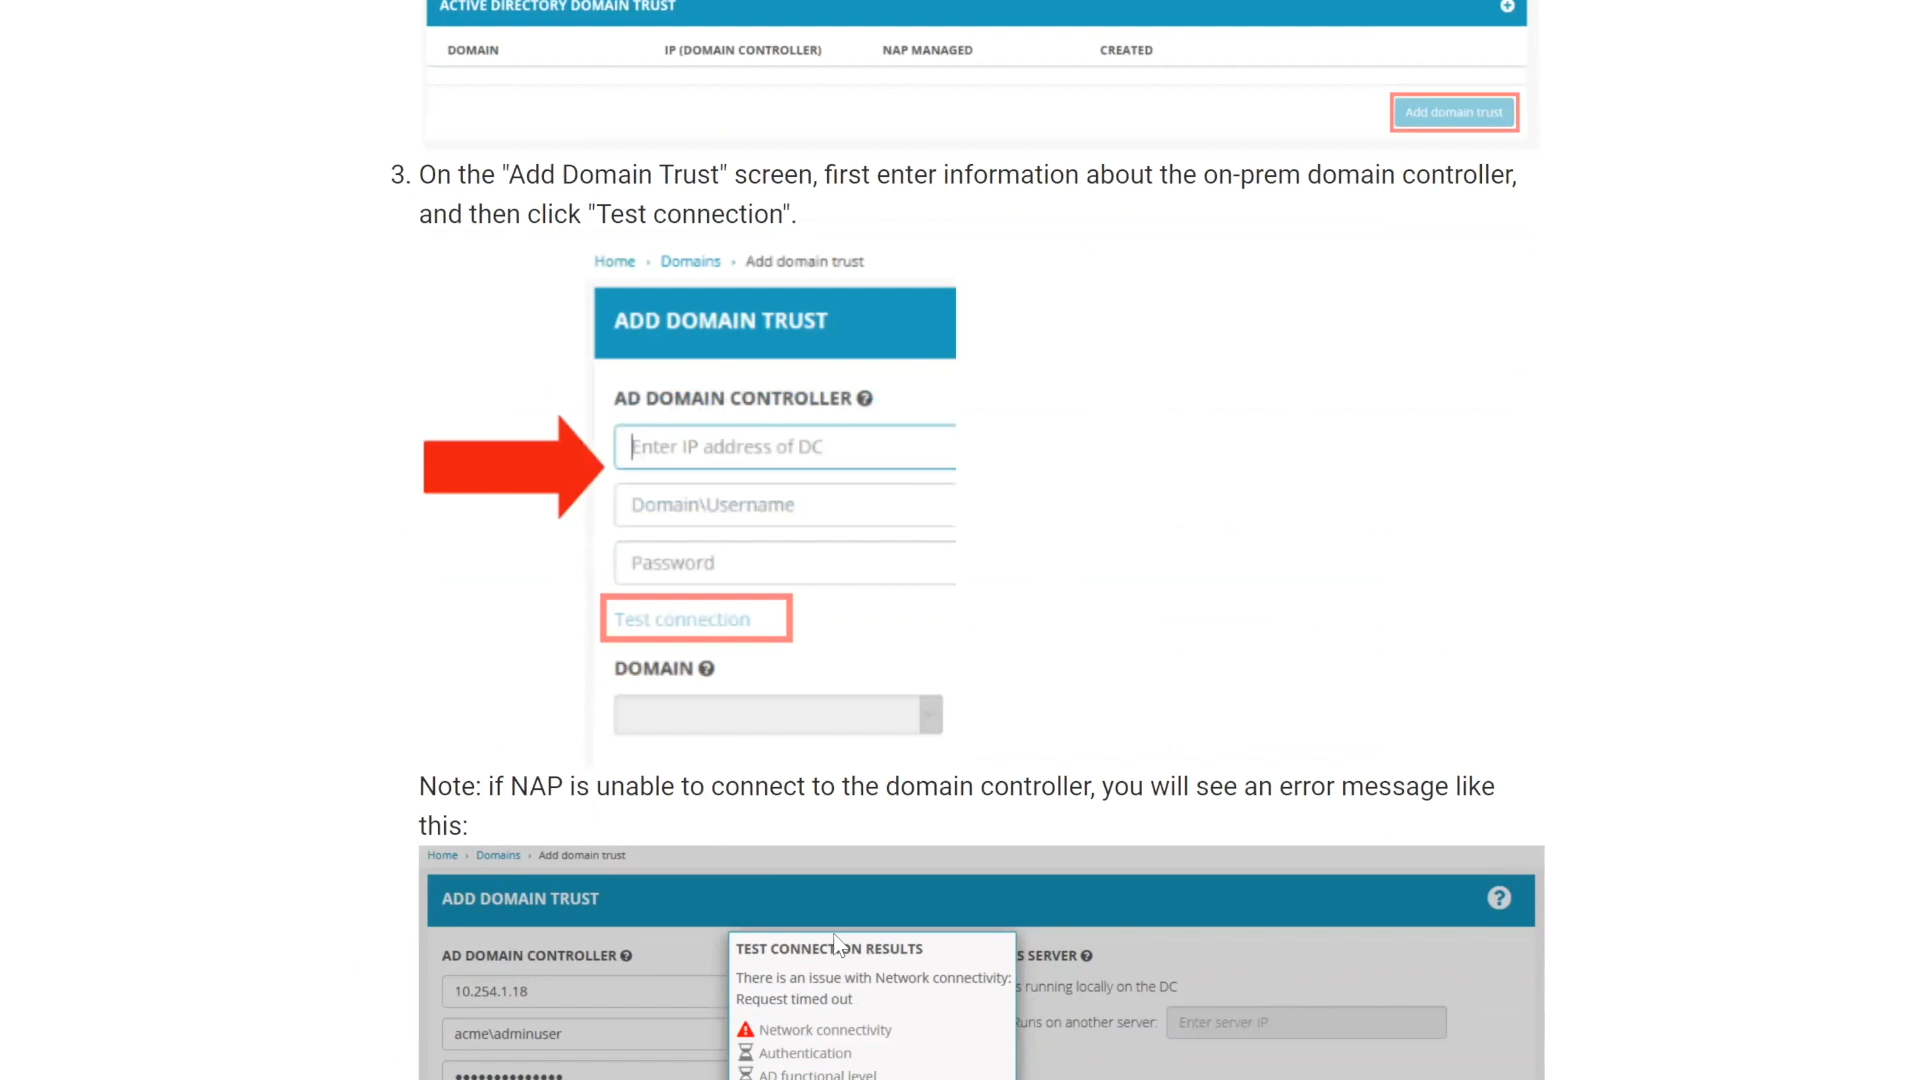 ACTIVE DIRECTORY DOMAIN TRUST
DOMAIN IP (DOMAIN CONTROLLER) NAP MANAGED CREATED
Add domain trust
3. On the "Add Domain Trust" screen, first enter information about the on-prem domain controller,
and then click "Test connection".
Home › Domains › Add domain trust
ADD DOMAIN TRUST
AD DOMAIN CONTROLLER
Enter IP address of DC
Domain\Username
Password
Test connection
DOMAIN
Note: if NAP is unable to connect to the domain controller, you will see an error message like
this:
Home › Domains › Add domain trust
ADD DOMAIN TRUST
AD DOMAIN CONTROLLER
10.254.1.18
acme\adminuser
••••••••••••••
TEST CONNECTION RESULTS
There is an issue with Network connectivity:
Request timed out
Network connectivity
Authentication
AD functional level
S SERVER
s running locally on the DC
Runs on another server: Enter server IP